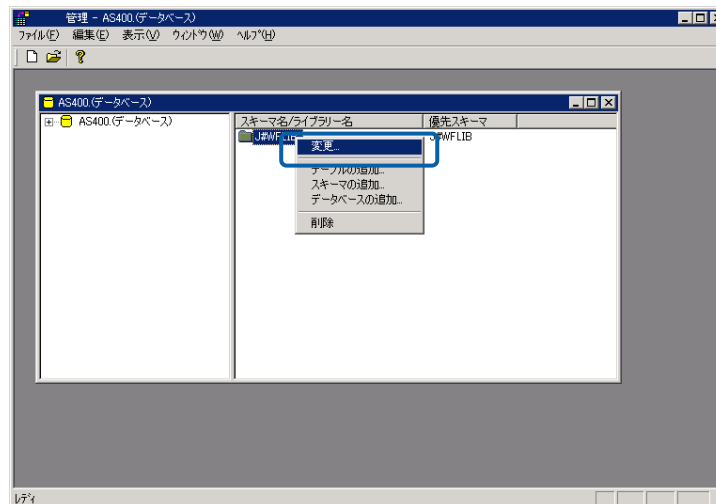 管理 - AS400.(データベース)
ファイル(F) 編集(E) 表示(V) ウィンドウ(W) ヘルプ(H)
AS400.(データベース)
AS400.(データベース)
スキーマ名/ライブラリー名 優先スキーマ
J#WFLIB J#WFLIB
変更...
テーブルの追加...
スキーマの追加...
データベースの追加...
削除
レディ